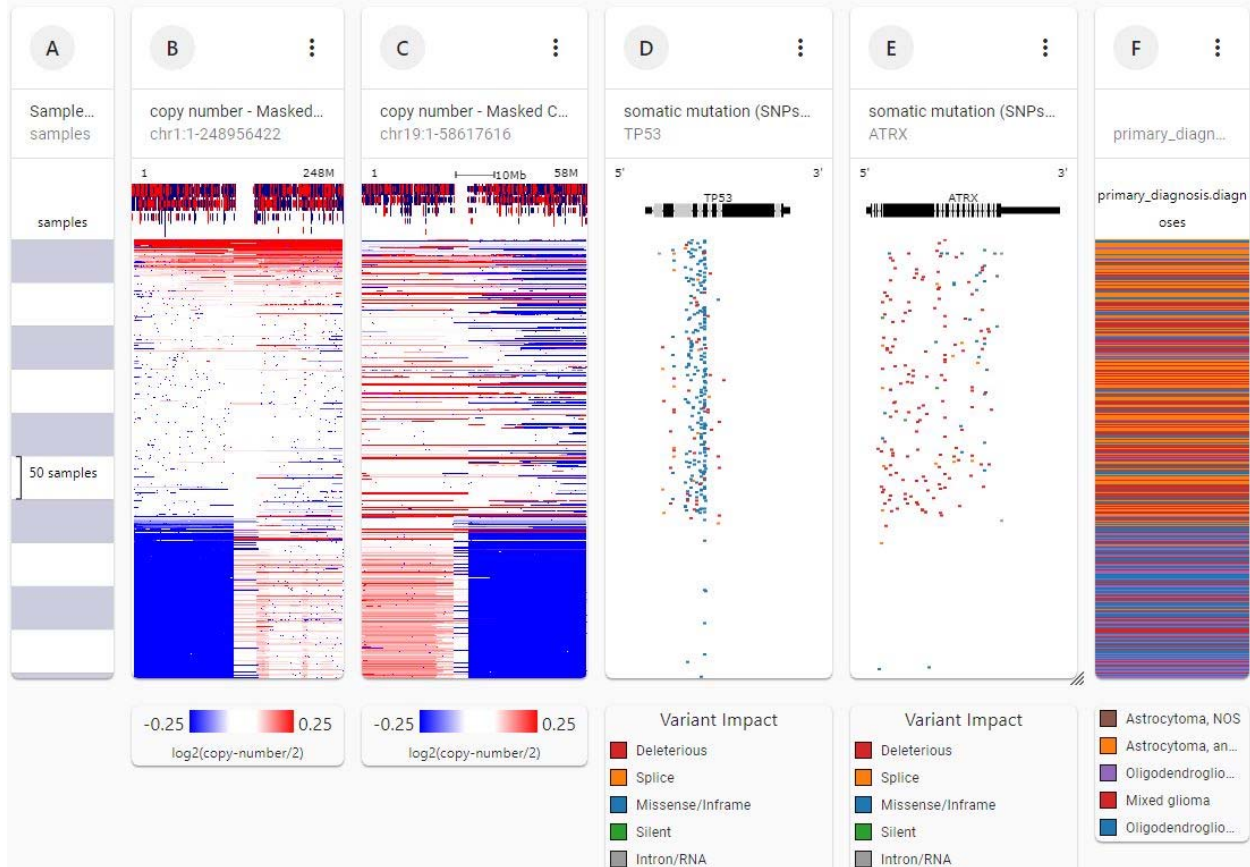 A
Sample...
samples
samples
50 samples
B
copy number - Masked...
chr1:1-248956422
1
248M
-0.25
0.25
log2(copy-number/2)
C
copy number - Masked C...
chr19:1-58617616
1
10Mb
58M
-0.25
0.25
log2(copy-number/2)
D
somatic mutation (SNPs...
TP53
5'
3'
TP53
Variant Impact
Deleterious
Splice
Missense/Inframe
Silent
Intron/RNA
E
somatic mutation (SNPs...
ATRX
5'
3'
ATRX
Variant Impact
Deleterious
Splice
Missense/Inframe
Silent
Intron/RNA
F
primary_diagn...
primary_diagnosis.diagn
oses
Astrocytoma, NOS
Astrocytoma, an...
Oligodendroglio...
Mixed glioma
Oligodendroglio...